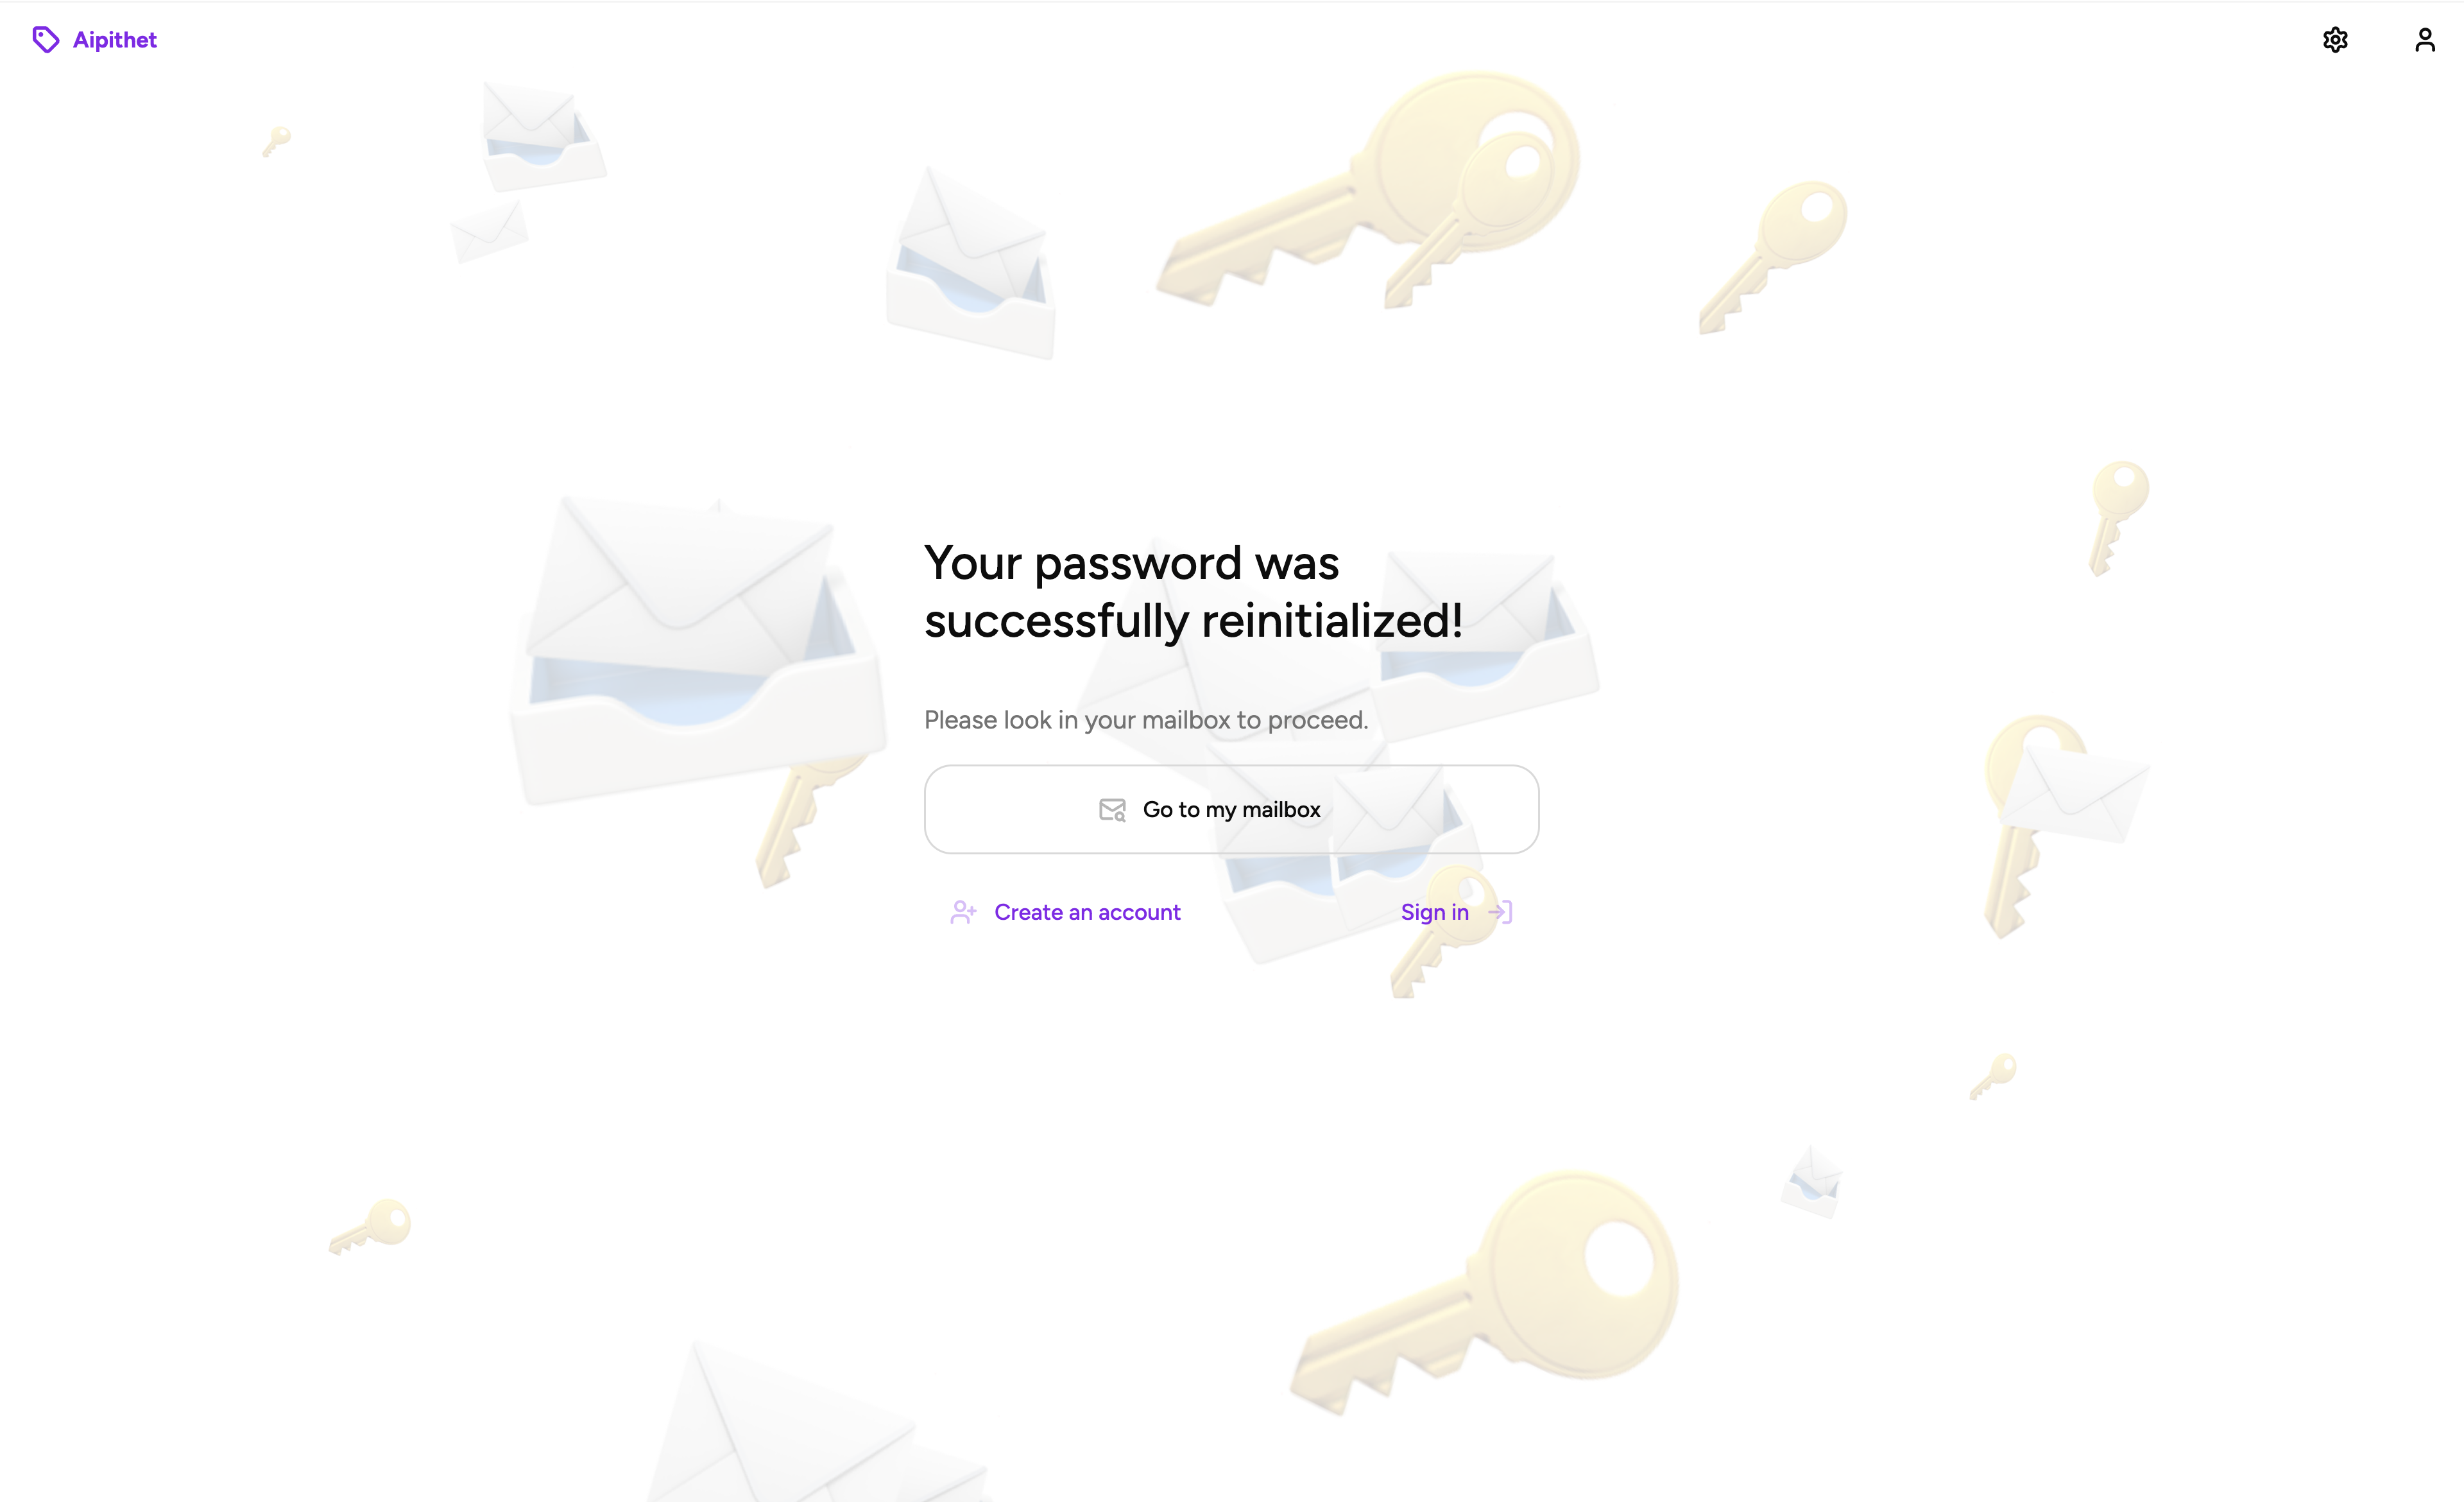 Aipithet
Your password was
successfully reinitialized!
Please look in your mailbox to proceed.
Go to my mailbox
Create an account
Sign in